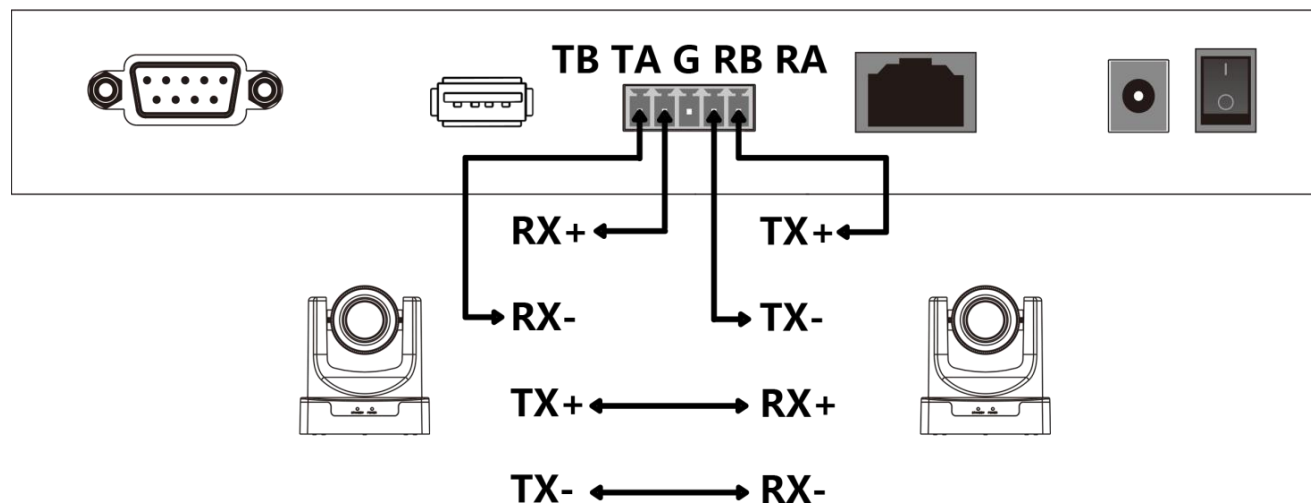 TB TA G RB RA
RX+ TX+
RX- TX-
TX+ RX+
TX- RX-